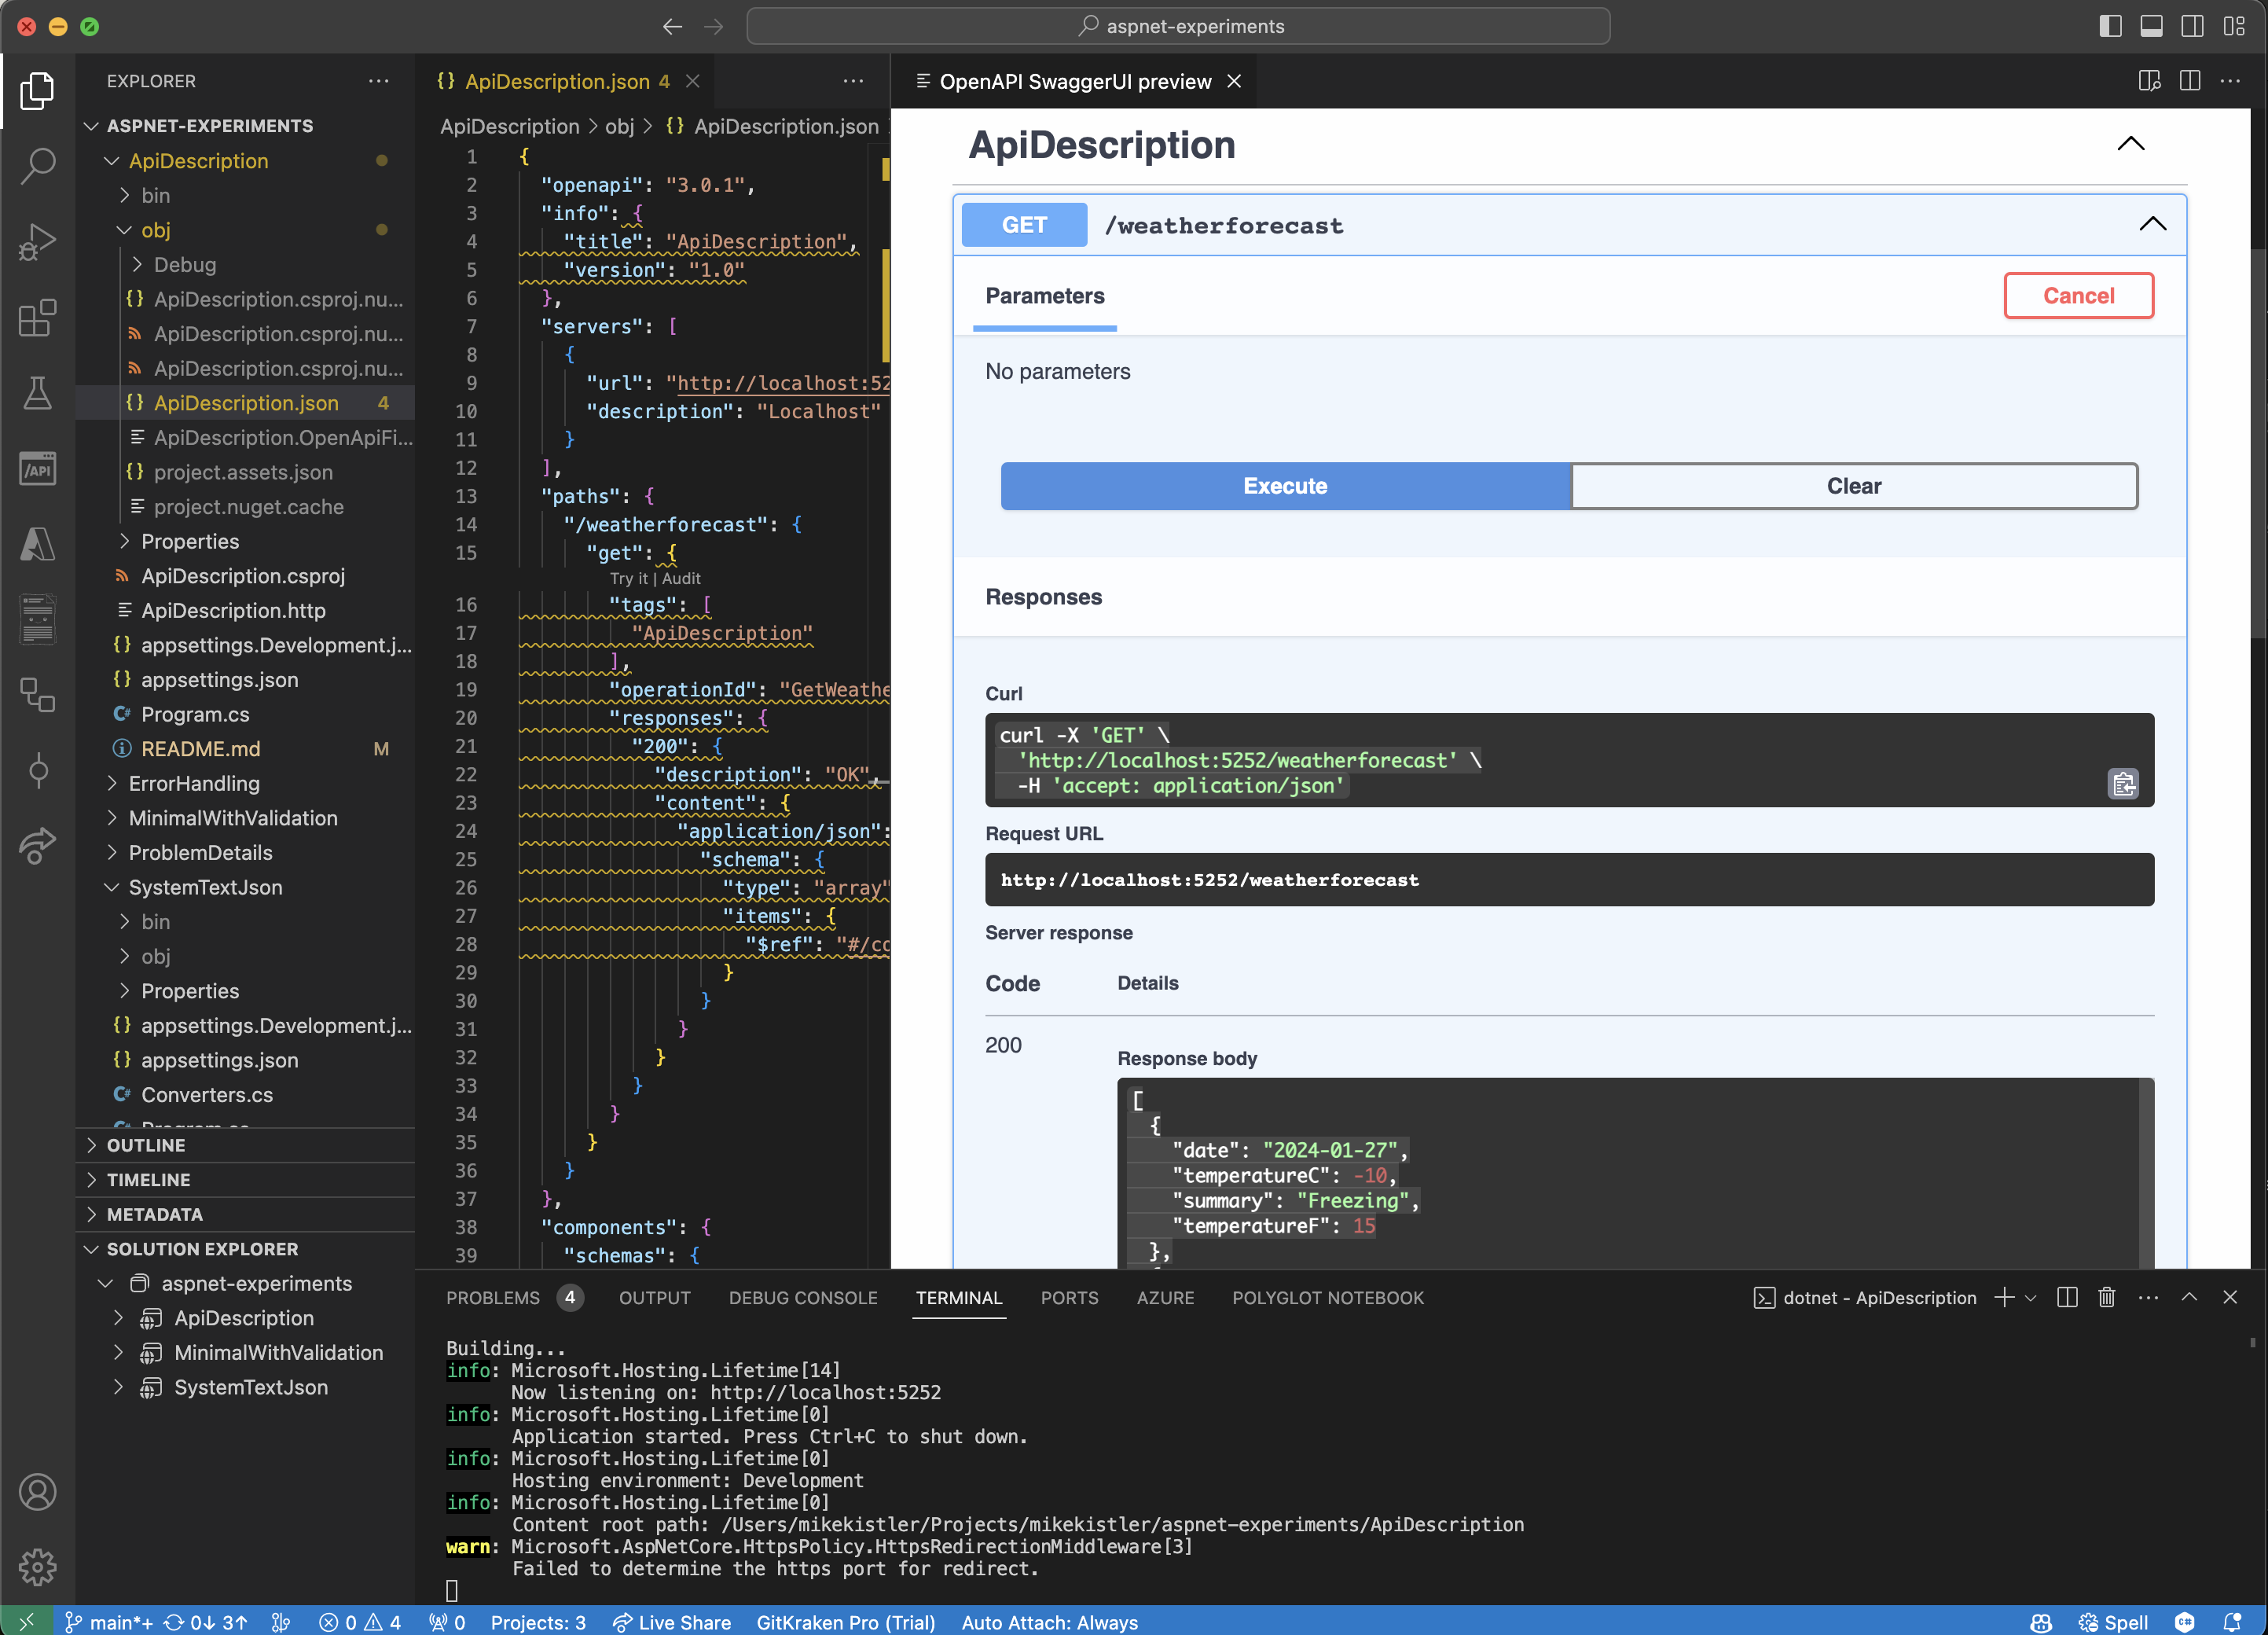 aspnet-experiments
EXPLORER
ASPNET-EXPERIMENTS
ApiDescription
bin
obj
Debug
ApiDescription.csproj.nu...
ApiDescription.csproj.nu...
ApiDescription.csproj.nu...
ApiDescription.json 4
ApiDescription.OpenApiFi...
project.assets.json
project.nuget.cache
Properties
ApiDescription.csproj
ApiDescription.http
appsettings.Development.j...
appsettings.json
Program.cs
README.md M
ErrorHandling
MinimalWithValidation
ProblemDetails
SystemTextJson
bin
obj
Properties
appsettings.Development.j...
appsettings.json
Converters.cs
Program.cs
OUTLINE
TIMELINE
METADATA
SOLUTION EXPLORER
aspnet-experiments
ApiDescription
MinimalWithValidation
SystemTextJson
{} ApiDescription.json 4
ApiDescription > obj > {} ApiDescription.json
1 {
2 "openapi": "3.0.1",
3 "info": {
4 "title": "ApiDescription",
5 "version": "1.0"
6 },
7 "servers": [
8 {
9 "url": "http://localhost:52
10 "description": "Localhost"
11 }
12 ],
13 "paths": {
14 "/weatherforecast": {
15 "get": {
Try it | Audit
16 "tags": [
17 "ApiDescription"
18 ],
19 "operationId": "GetWeathe
20 "responses": {
21 "200": {
22 "description": "OK",
23 "content": {
24 "application/json":
25 "schema": {
26 "type": "array"
27 "items": {
28 "$ref": "#/co
29 }
30 }
31 }
32 }
33 }
34 }
35 }
36 }
37 },
38 "components": {
39 "schemas": {
OpenAPI SwaggerUI preview
ApiDescription
GET /weatherforecast
Parameters
Cancel
No parameters
Execute
Clear
Responses
Curl
curl -X 'GET' \
'http://localhost:5252/weatherforecast' \
-H 'accept: application/json'
Request URL
http://localhost:5252/weatherforecast
Server response
Code Details
200
Response body
[
{
"date": "2024-01-27",
"temperatureC": -10,
"summary": "Freezing",
"temperatureF": 15
},
PROBLEMS 4 OUTPUT DEBUG CONSOLE TERMINAL PORTS AZURE POLYGLOT NOTEBOOK
dotnet - ApiDescription
Building...
info: Microsoft.Hosting.Lifetime[14]
Now listening on: http://localhost:5252
info: Microsoft.Hosting.Lifetime[0]
Application started. Press Ctrl+C to shut down.
info: Microsoft.Hosting.Lifetime[0]
Hosting environment: Development
info: Microsoft.Hosting.Lifetime[0]
Content root path: /Users/mikekistler/Projects/mikekistler/aspnet-experiments/ApiDescription
warn: Microsoft.AspNetCore.HttpsPolicy.HttpsRedirectionMiddleware[3]
Failed to determine the https port for redirect.
main*+ 0↓ 3↑ 0 4 0 Projects: 3 Live Share GitKraken Pro (Trial) Auto Attach: Always Spell